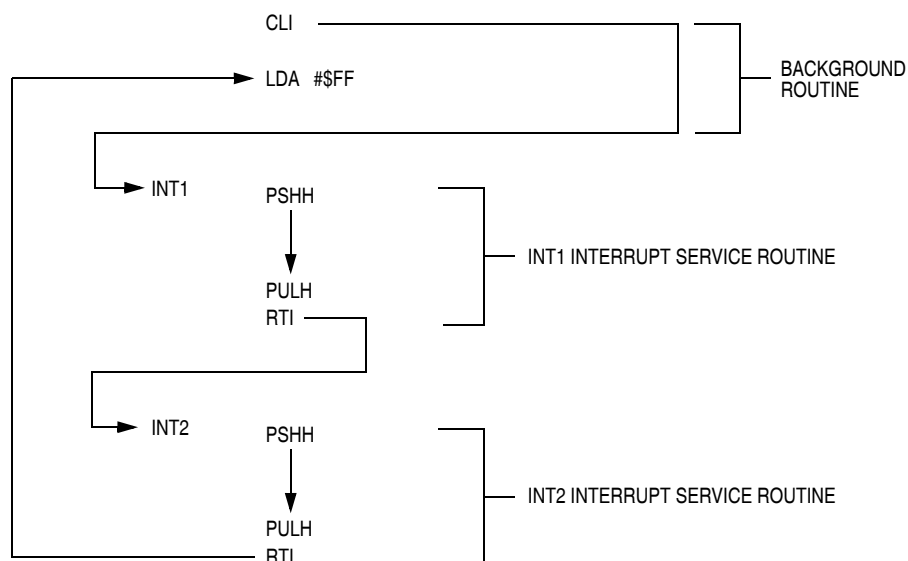 CLI
LDA #$FF
BACKGROUND
ROUTINE
INT1
PSHH
INT1 INTERRUPT SERVICE ROUTINE
PULH
RTI
INT2
PSHH
INT2 INTERRUPT SERVICE ROUTINE
PULH
RTI